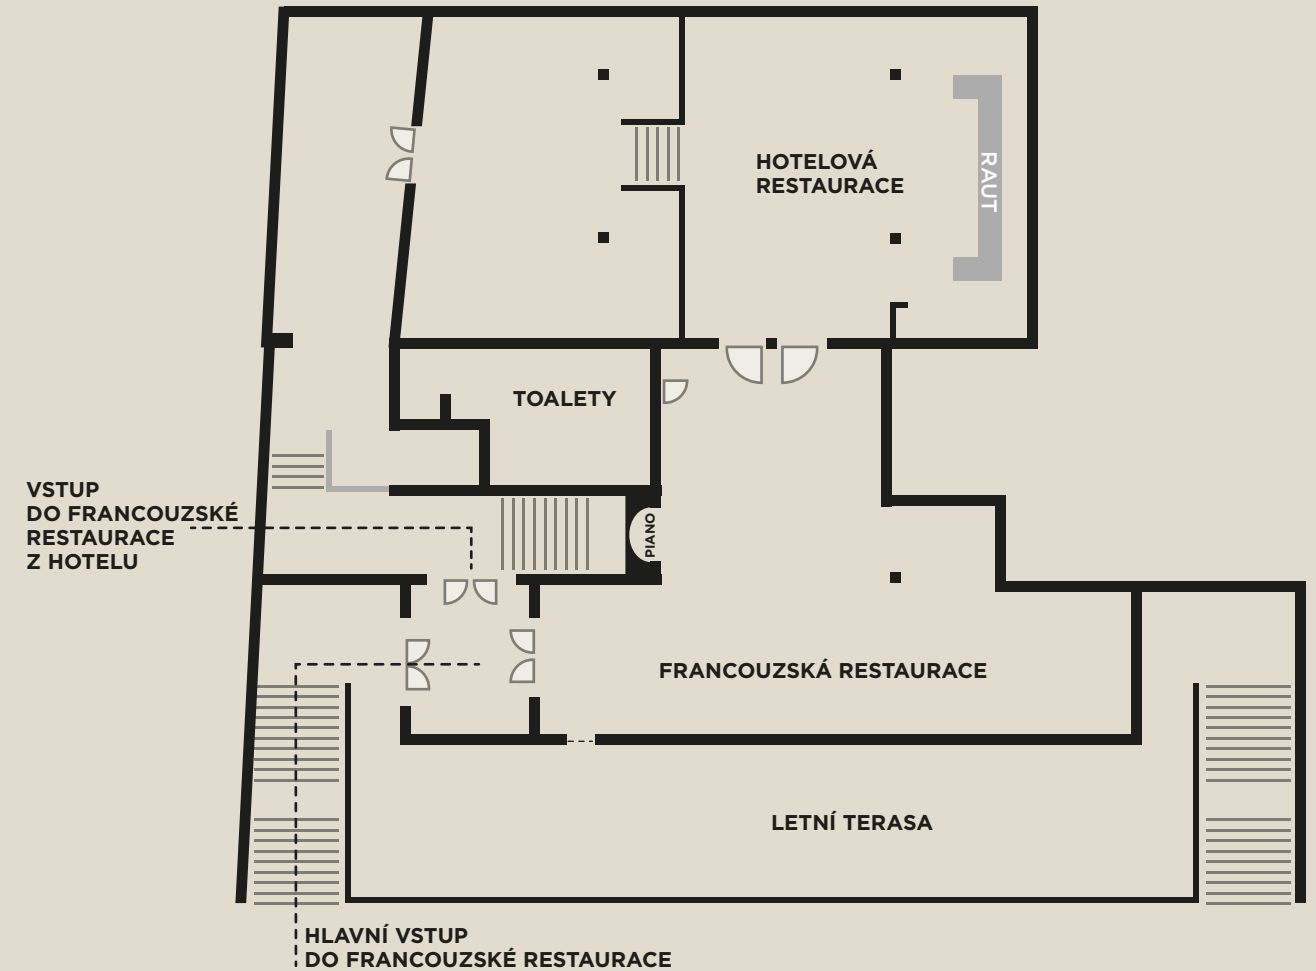 HOTELOVÁ
RESTAURACE
RAUT
TOALETY
VSTUP
DO FRANCOUZSKÉ
RESTAURACE
Z HOTELU
PIANO
FRANCOUZSKÁ RESTAURACE
LETNÍ TERASA
HLAVNÍ VSTUP
DO FRANCOUZSKÉ RESTAURACE